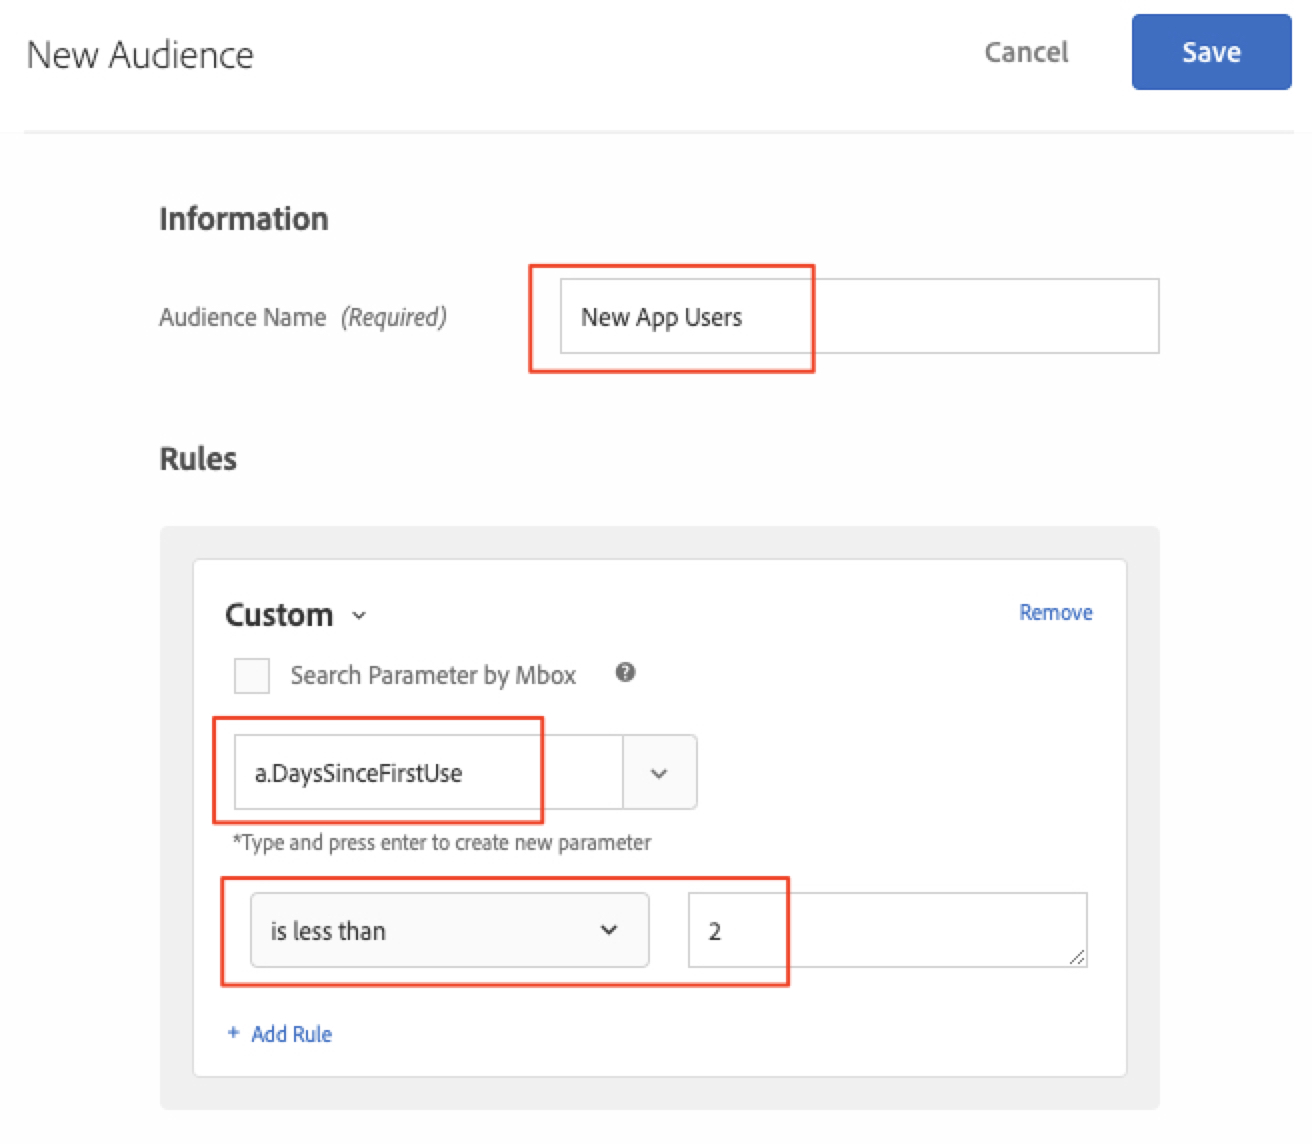 New Audience
Cancel
Save
Information
Audience Name (Required)
New App Users
Rules
Custom
Remove
Search Parameter by Mbox
?
a.DaysSinceFirstUse
*Type and press enter to create new parameter
is less than
2
+ Add Rule